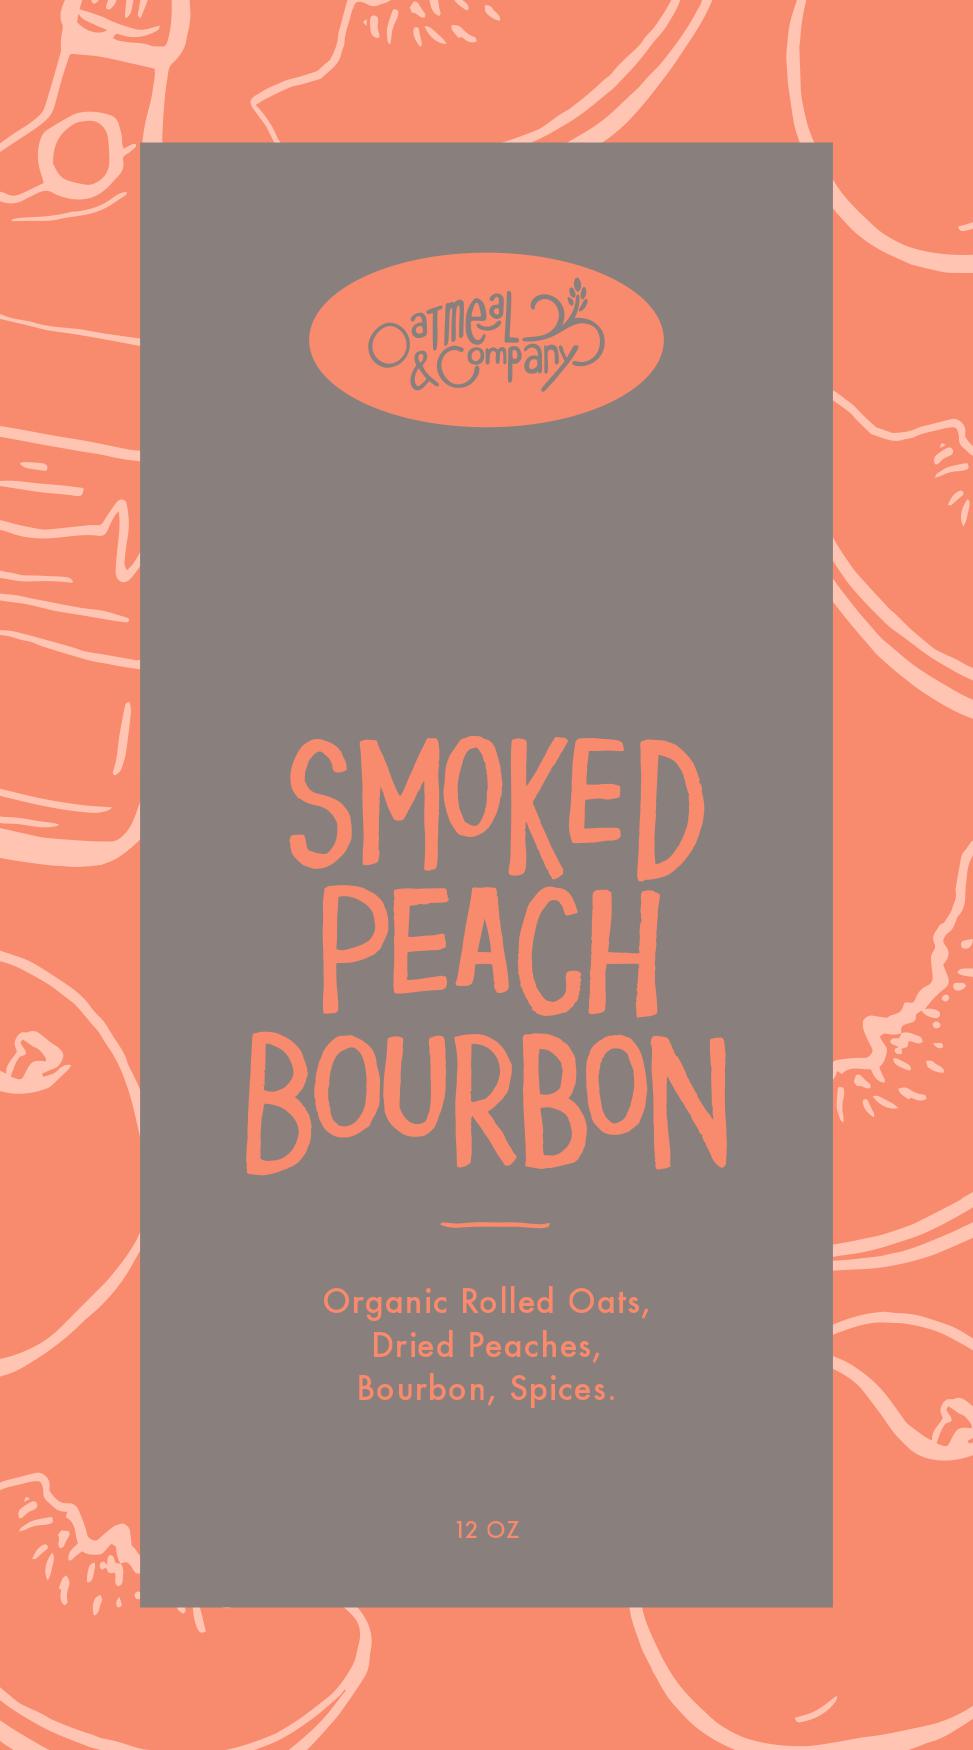 Oatmeal
& Company
SMOKED
PEACH
BOURBON
Organic Rolled Oats,
Dried Peaches,
Bourbon, Spices.
12 OZ